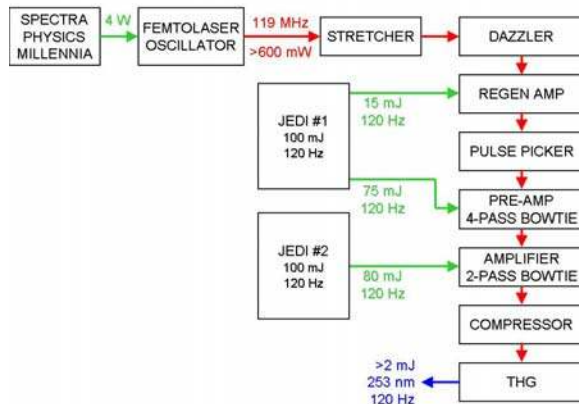 SPECTRA
PHYSICS
MILLENNIA
4 W
FEMTOLASER
OSCILLATOR
119 MHz
>600 mW
STRETCHER
DAZZLER
REGEN AMP
15 mJ
120 Hz
JEDI #1
100 mJ
120 Hz
PULSE PICKER
75 mJ
120 Hz
PRE-AMP
4-PASS BOWTIE
JEDI #2
100 mJ
120 Hz
80 mJ
120 Hz
AMPLIFIER
2-PASS BOWTIE
COMPRESSOR
>2 mJ
253 nm
120 Hz
THG